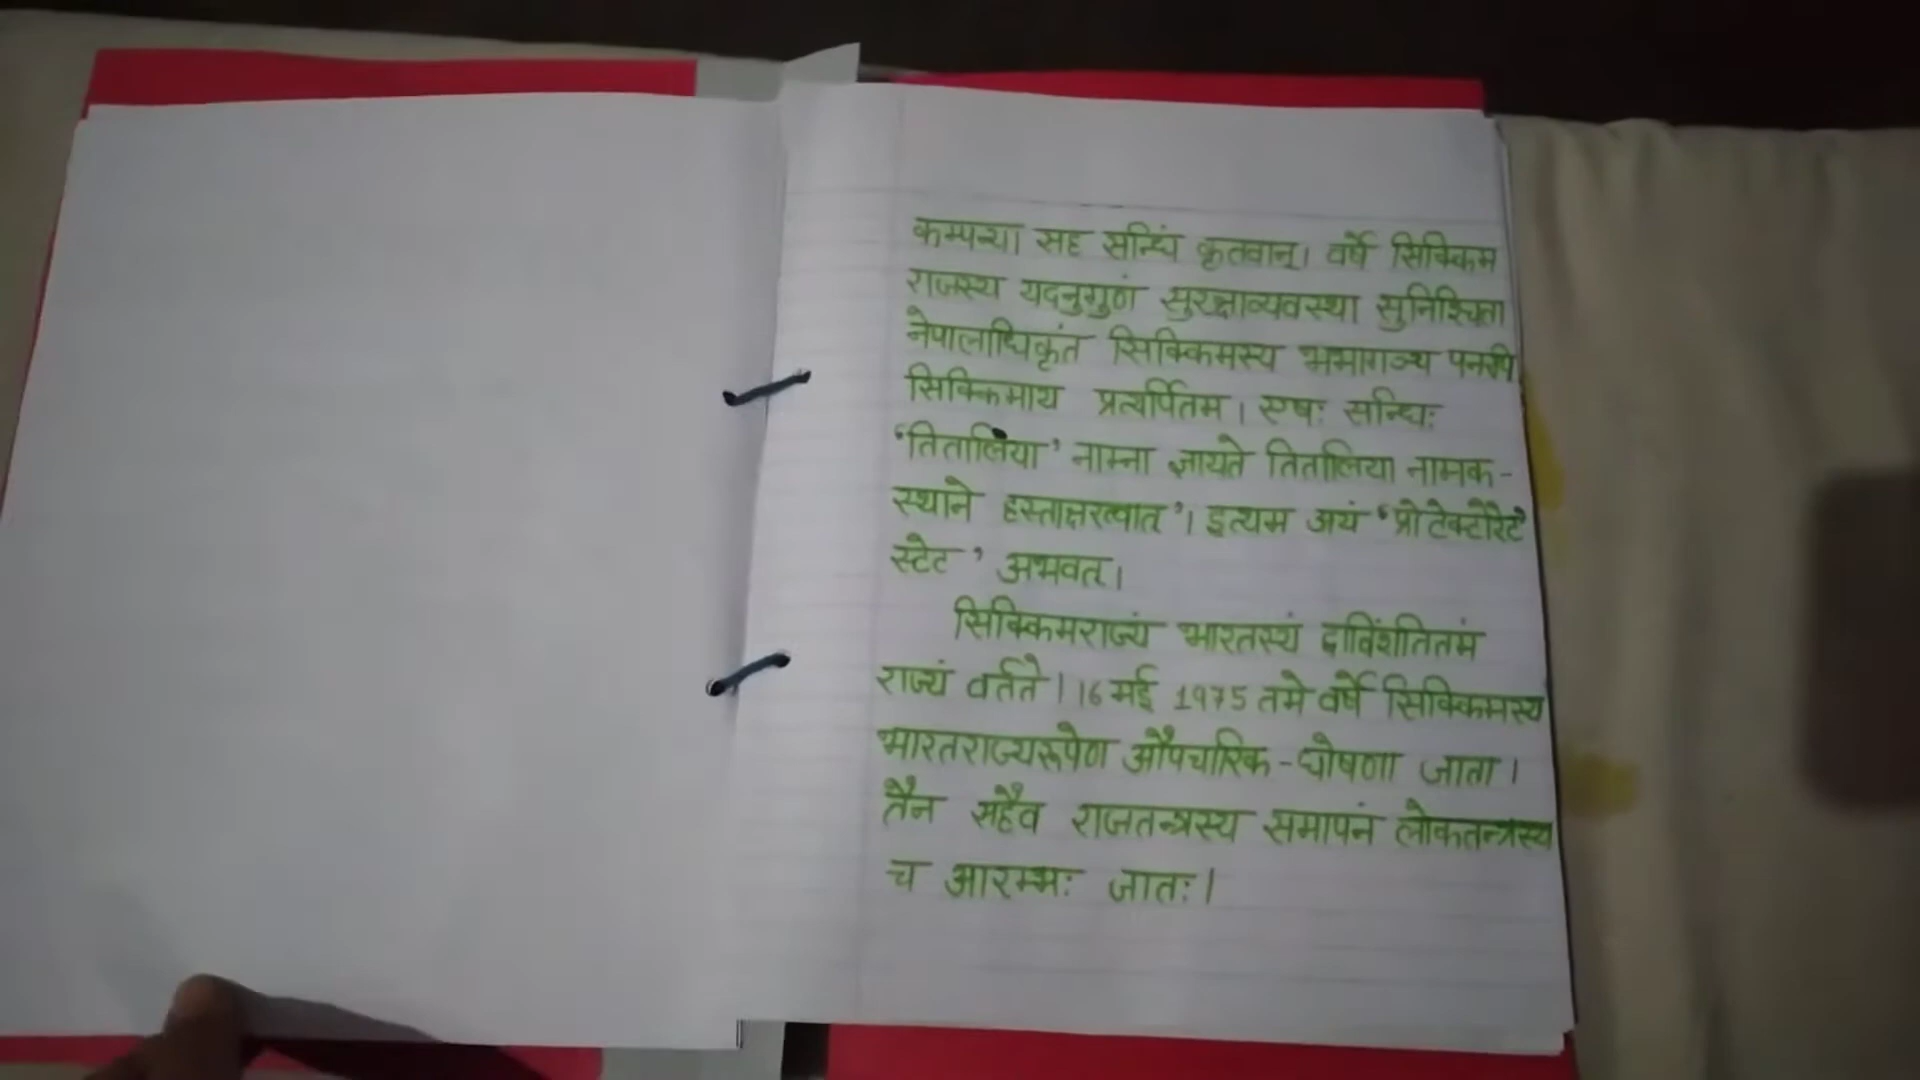 कम्पन्या सह सन्धिं कृतवान्। वर्षे सिक्किम
राजस्य यदनुगुणं सुरक्षाव्यवस्था सुनिश्चिता
नेपालाधिकृतं सिक्किमस्य
सिक्किमाय प्रत्यर्पितम। एषः सन्धिः
‘तितालिया’ नाम्ना ज्ञायते तितालिया नामक-
स्थाने हस्ताक्षरत्वात’। इत्यम अयं ‘प्रोटेक्टोरेट
स्टेट’ अभवत्।
सिक्किमराज्यं भारतस्यं द्वाविंशतितमं
राज्यं वर्तते। 16 मई 1975 तमे वर्षे सिक्किमस्य
भारतराज्यरूपेण औपचारिक-घोषणा जाता।
तैन सहैव राजतन्त्रस्य समापनं लोकतन्त्रस्य
च आरम्भः जातः।